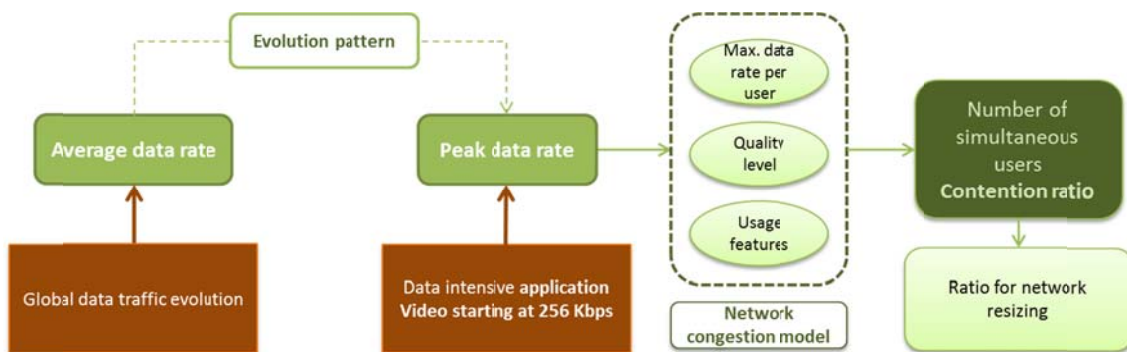 Evolution pattern
Average data rate
Global data traffic evolution
Peak data rate
Data intensive application
Video starting at 256 Kbps
Max. data
rate per
user
Quality
level
Usage
features
Network
congestion model
Number of
simultaneous
users
Contention ratio
Ratio for network
resizing